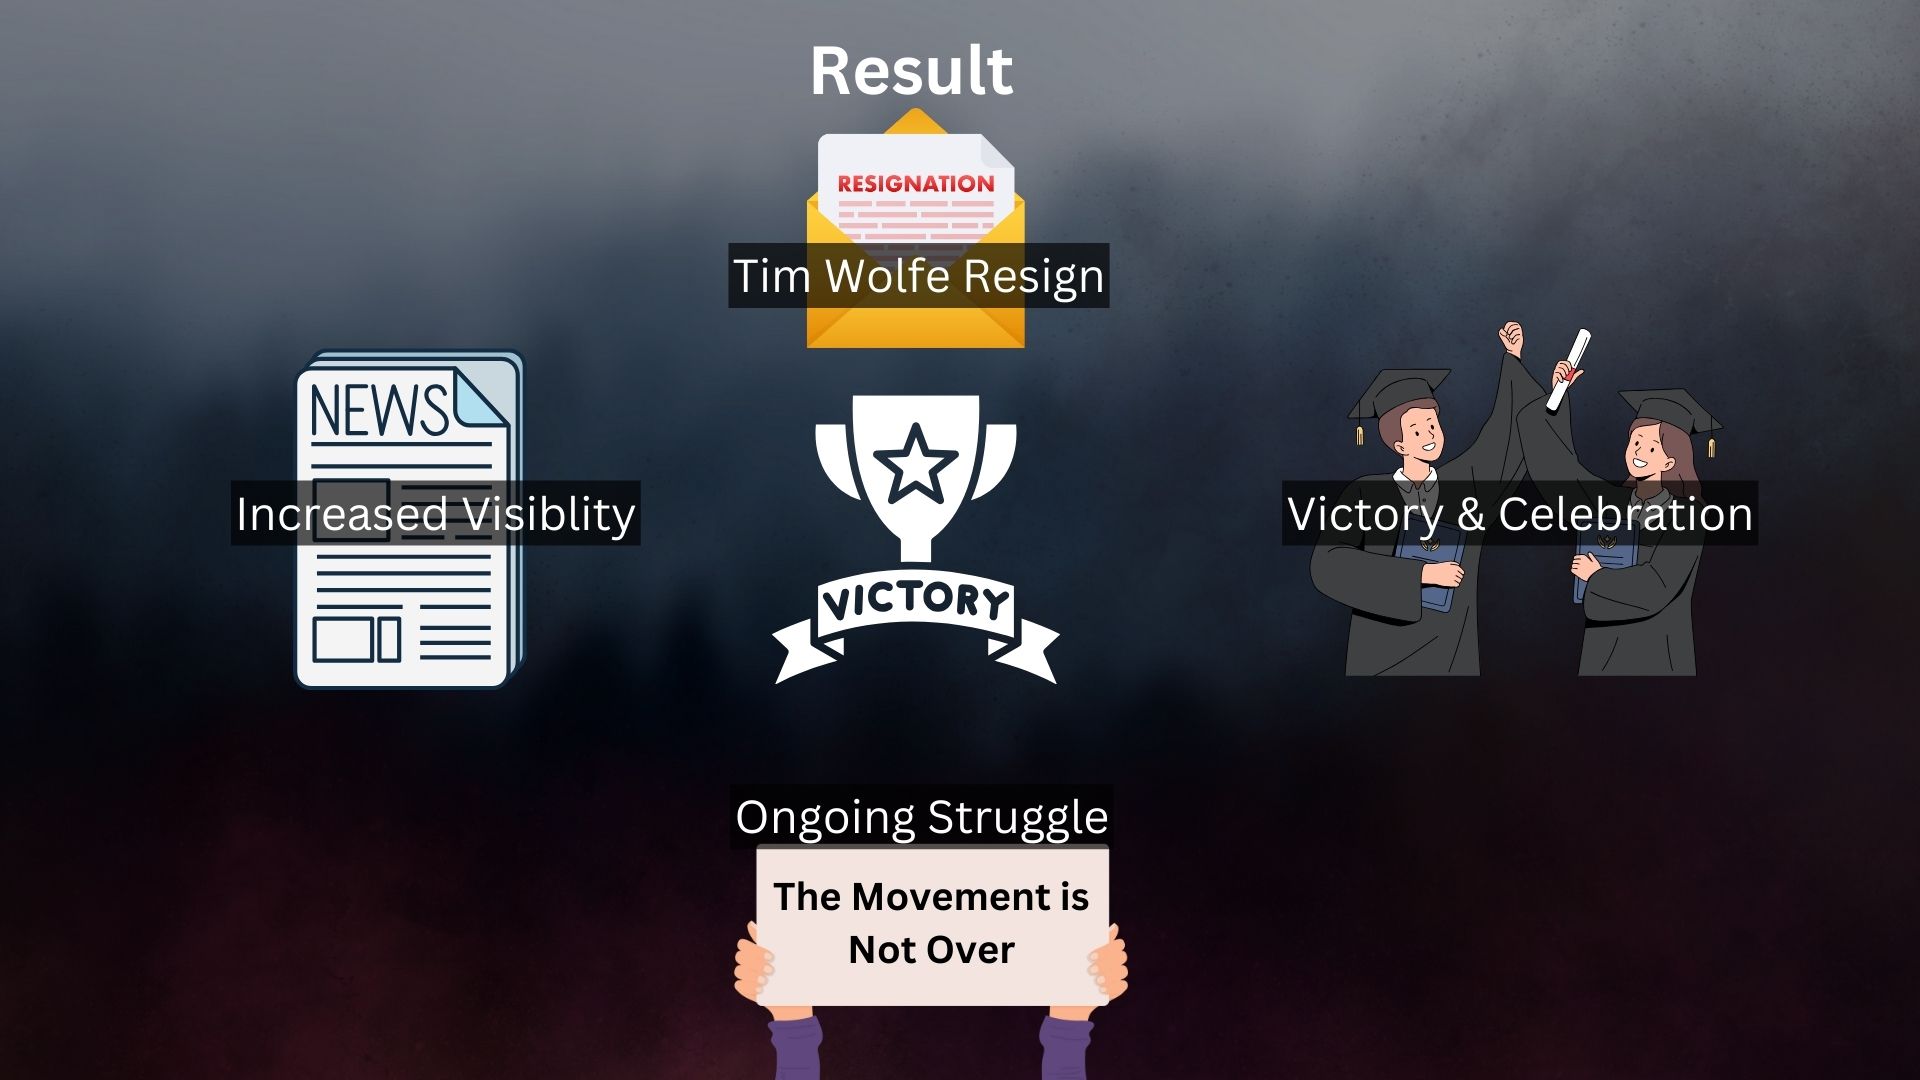 Result
RESIGNATION
Tim Wolfe Resign
NEWS
Increased Visiblity
VICTORY
Victory & Celebration
Ongoing Struggle
The Movement is
Not Over